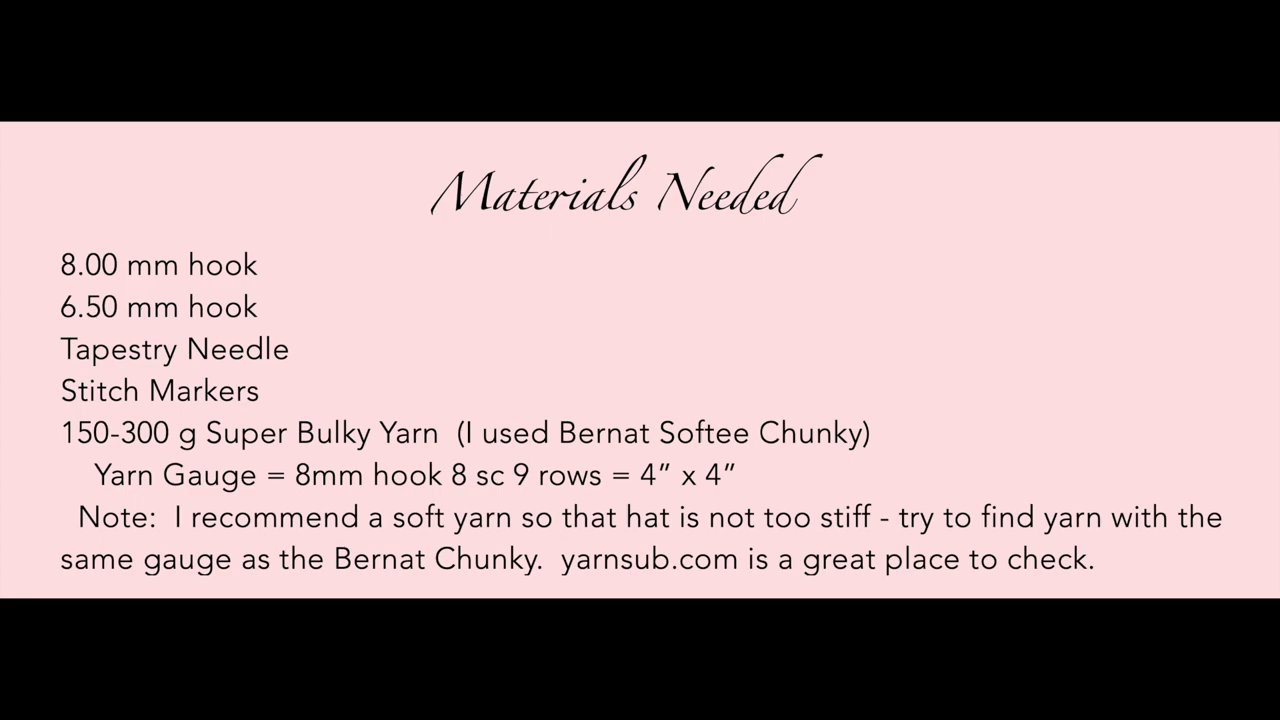 Materials Needed
8.00 mm hook
6.50 mm hook
Tapestry Needle
Stitch Markers
150-300 g Super Bulky Yarn  (I used Bernat Softee Chunky)
Yarn Gauge = 8mm hook 8 sc 9 rows = 4” x 4”
Note:  I recommend a soft yarn so that hat is not too stiff - try to find yarn with the
same gauge as the Bernat Chunky.  yarnsub.com is a great place to check.